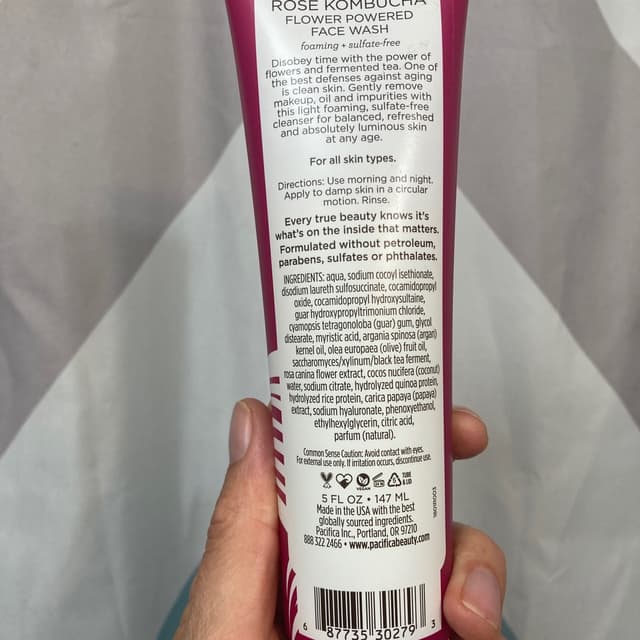 ROSE KOMBUCHA
FLOWER POWERED
FACE WASH
foaming + sulfate-free
Disobey time with the power of
flowers and fermented tea. One of
the best defenses against aging
is clean skin. Gently remove
makeup, oil and impurities with
this light foaming, sulfate-free
cleanser for balanced, refreshed
and absolutely luminous skin
at any age.
For all skin types.
Directions: Use morning and night.
Apply to damp skin in a circular
motion. Rinse.
Every true beauty knows it's
what's on the inside that matters.
Formulated without petroleum,
parabens, sulfates or phthalates.
INGREDIENTS: aqua, sodium cocoyl isethionate,
disodium laureth sulfosuccinate, cocamidopropyl
oxide, cocamidopropyl hydroxysultaine,
guar hydroxypropyltrimonium chloride,
cyamopsis tetragonoloba (guar) gum, glycol
distearate, myristic acid, argania spinosa (argan)
kernel oil, olea europaea (olive) fruit oil,
saccharomyces/xylinum/black tea ferment,
rosa canina flower extract, cocos nucifera (coconut)
water, sodium citrate, hydrolyzed quinoa protein,
hydrolyzed rice protein, carica papaya (papaya)
extract, sodium hyaluronate, phenoxyethanol,
ethylhexylglycerin, citric acid,
parfum (natural).
Common Sense Caution: Avoid contact with eyes.
For external use only. If irritation occurs, discontinue use.
VEGAN
TUBE
& LID
5 FL OZ • 147 ML
Made in the USA with the best
globally sourced ingredients.
Pacifica Inc., Portland, OR 97210
888 322 2466 • www.pacificabeauty.com
6 87735 30279 3